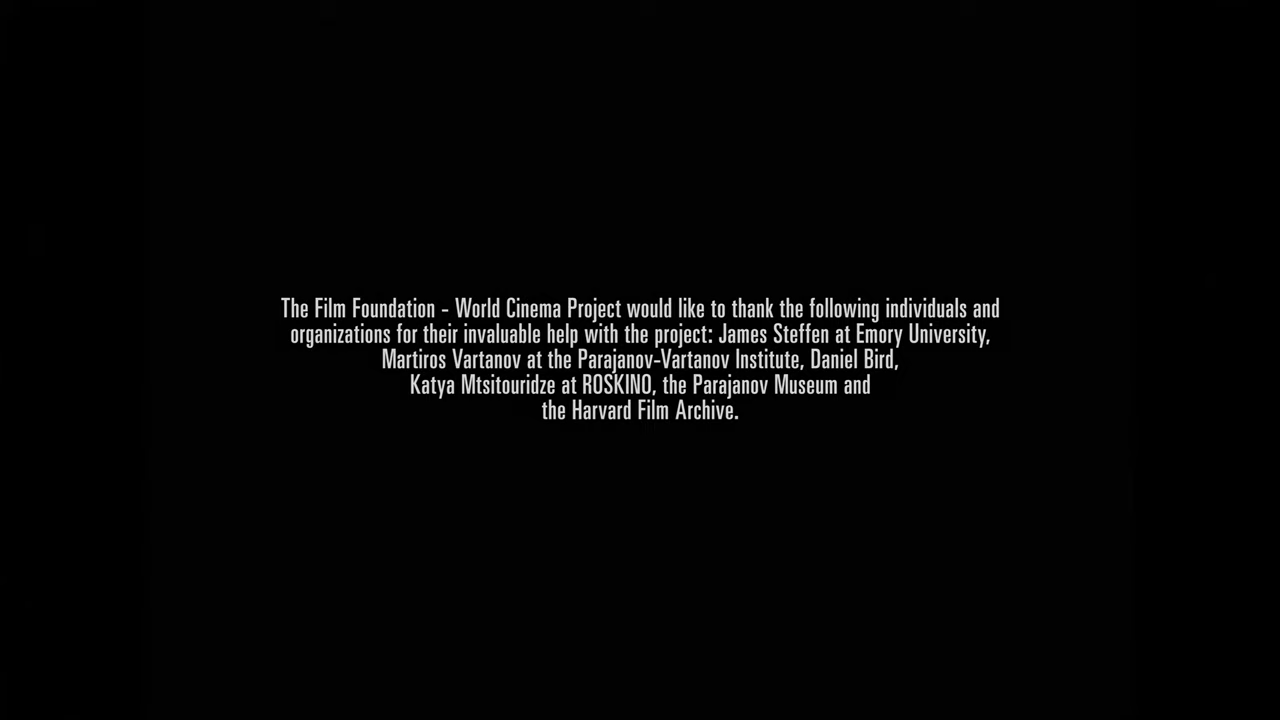 The Film Foundation - World Cinema Project would like to thank the following individuals and
organizations for their invaluable help with the project: James Steffen at Emory University,
Martiros Vartanov at the Parajanov-Vartanov Institute, Daniel Bird,
Katya Mtsitouridze at ROSKINO, the Parajanov Museum and
the Harvard Film Archive.